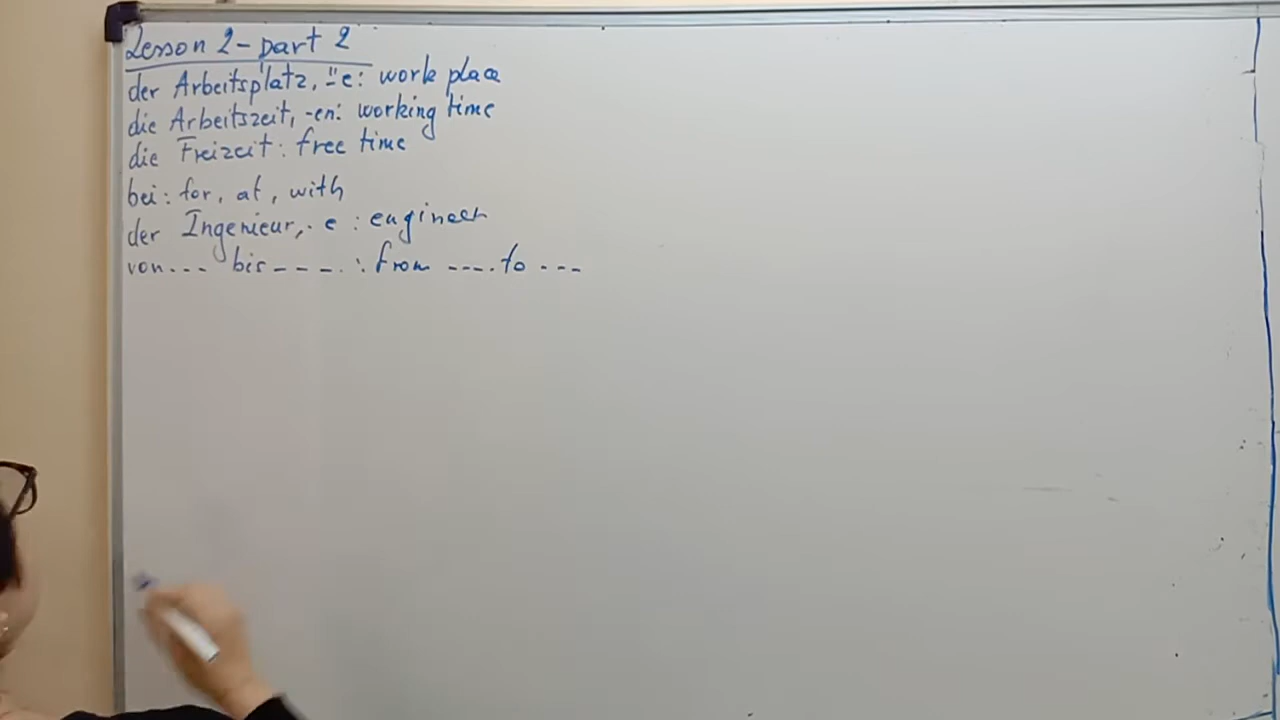 Lesson 2 - part 2
der Arbeitsplatz, ⸚e: work place
die Arbeitszeit, -en: working time
die Freizeit: free time
bei: for, at, with
der Ingenieur, -e : engineer
von... bis ----. : from ----. to ---